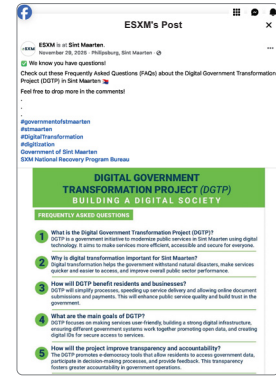 ESXM's Post
ESXM
ESXM is at Sint Maarten.
November 29, 2025 · Philipsburg, Sint Maarten ·
We know you have questions!
Check out these Frequently Asked Questions (FAQs) about the Digital Government Transformation
Project (DGTP) in Sint Maarten
Feel free to drop more in the comments!
.
.
.
#governmentofstmaarten
#stmaarten
#DigitalTransformation
#digitization
Government of Sint Maarten
SXM National Recovery Program Bureau
DIGITAL GOVERNMENT
TRANSFORMATION PROJECT (DGTP)
BUILDING A DIGITAL SOCIETY
FREQUENTLY ASKED QUESTIONS
1 What is the Digital Government Transformation Project (DGTP)?
DGTP is a government initiative to modernize public services in Sint Maarten using digital
technology. It aims to make services more efficient, accessible and secure for everyone.
2 Why is digital transformation important for Sint Maarten?
Digital transformation helps the government withstand natural disasters, make services
quicker and easier to access, and improve overall public sector performance.
3 How will DGTP benefit residents and businesses?
DGTP will simplify processes, speeding up service delivery and allowing online document
submissions and payments. This will enhance public service quality and build trust in the
government.
4 What are the main goals of DGTP?
DGTP focuses on making services user-friendly, building a strong digital infrastructure,
ensuring different government systems work together promoting open data, and creating
digital IDs for secure access to services.
5 How will the project improve transparency and accountability?
The DGTP promotes e-democracy tools that allow residents to access government data,
participate in decision-making processes, and provide feedback. This transparency
fosters greater accountability in government operations.